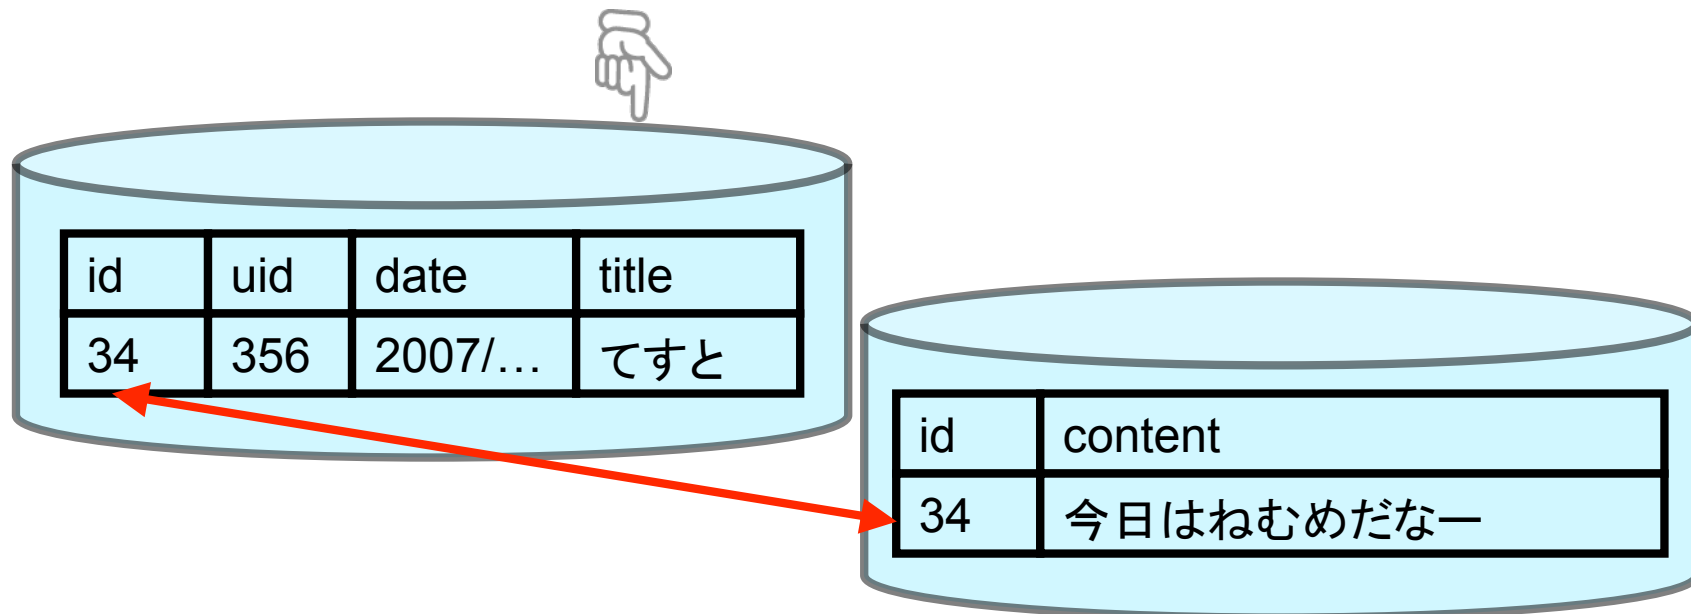 id uid date title
34 356 2007/… てすと
id content
34 今日はねむめだなー